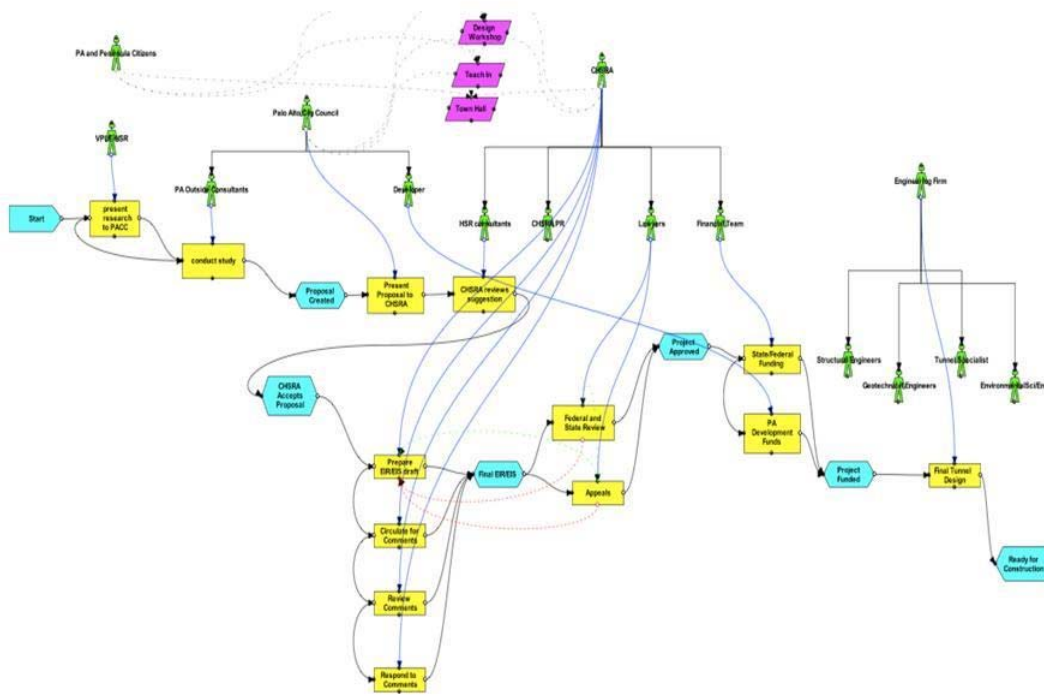 Design
Workshop
PA and Peninsula Citizens
Teach In
CHSRA
Town Hall
Palo Alto City Council
Engineering Firm
PA Outside Consultants
Developer
Start
present
research
to PACC
HSR consultants
CHSRA PR
Lawyers
Financial Team
conduct study
Proposal
Created
Present
Proposal to
CHSRA
CHSRA reviews
suggestion
Project
Approved
State/Federal
Funding
Structural Engineers
Tunnel Specialist
Geotechnical Engineers
CHSRA
Accepts
Proposal
Federal and
State Review
PA
Development
Funds
Prepare
EIR/EIS draft
Final EIR/EIS
Project
Funded
Final Tunnel
Design
Appeals
Circulate for
Comments
Ready for
Construction
Review
Comments
Respond to
Comments